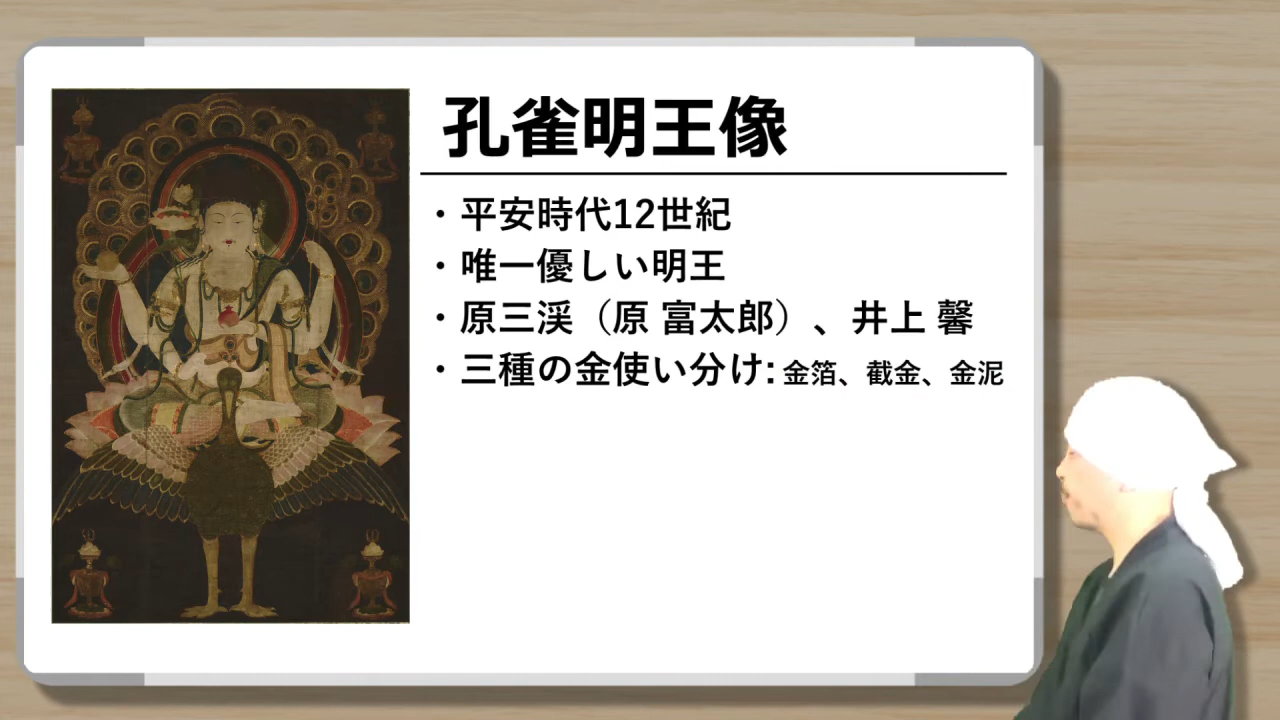 孔雀明王像
・平安時代12世紀
・唯一優しい明王
・原三渓（原 富太郎）、井上 馨
・三種の金使い分け: 金箔、截金、金泥